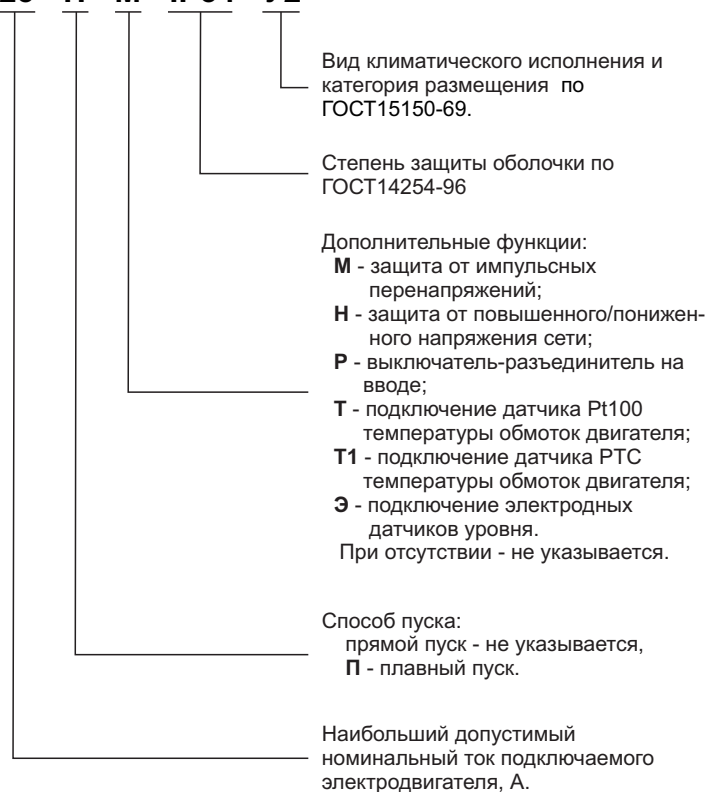 Вид климатического исполнения и
категория размещения по
ГОСТ15150-69.
Степень защиты оболочки по
ГОСТ14254-96
Дополнительные функции:
М - защита от импульсных
перенапряжений;
Н - защита от повышенного/понижен-
ного напряжения сети;
Р - выключатель-разъединитель на
вводе;
Т - подключение датчика Pt100
температуры обмоток двигателя;
Т1 - подключение датчика РТС
температуры обмоток двигателя;
Э - подключение электродных
датчиков уровня.
При отсутствии - не указывается.
Способ пуска:
прямой пуск - не указывается,
П - плавный пуск.
Наибольший допустимый
номинальный ток подключаемого
электродвигателя, А.